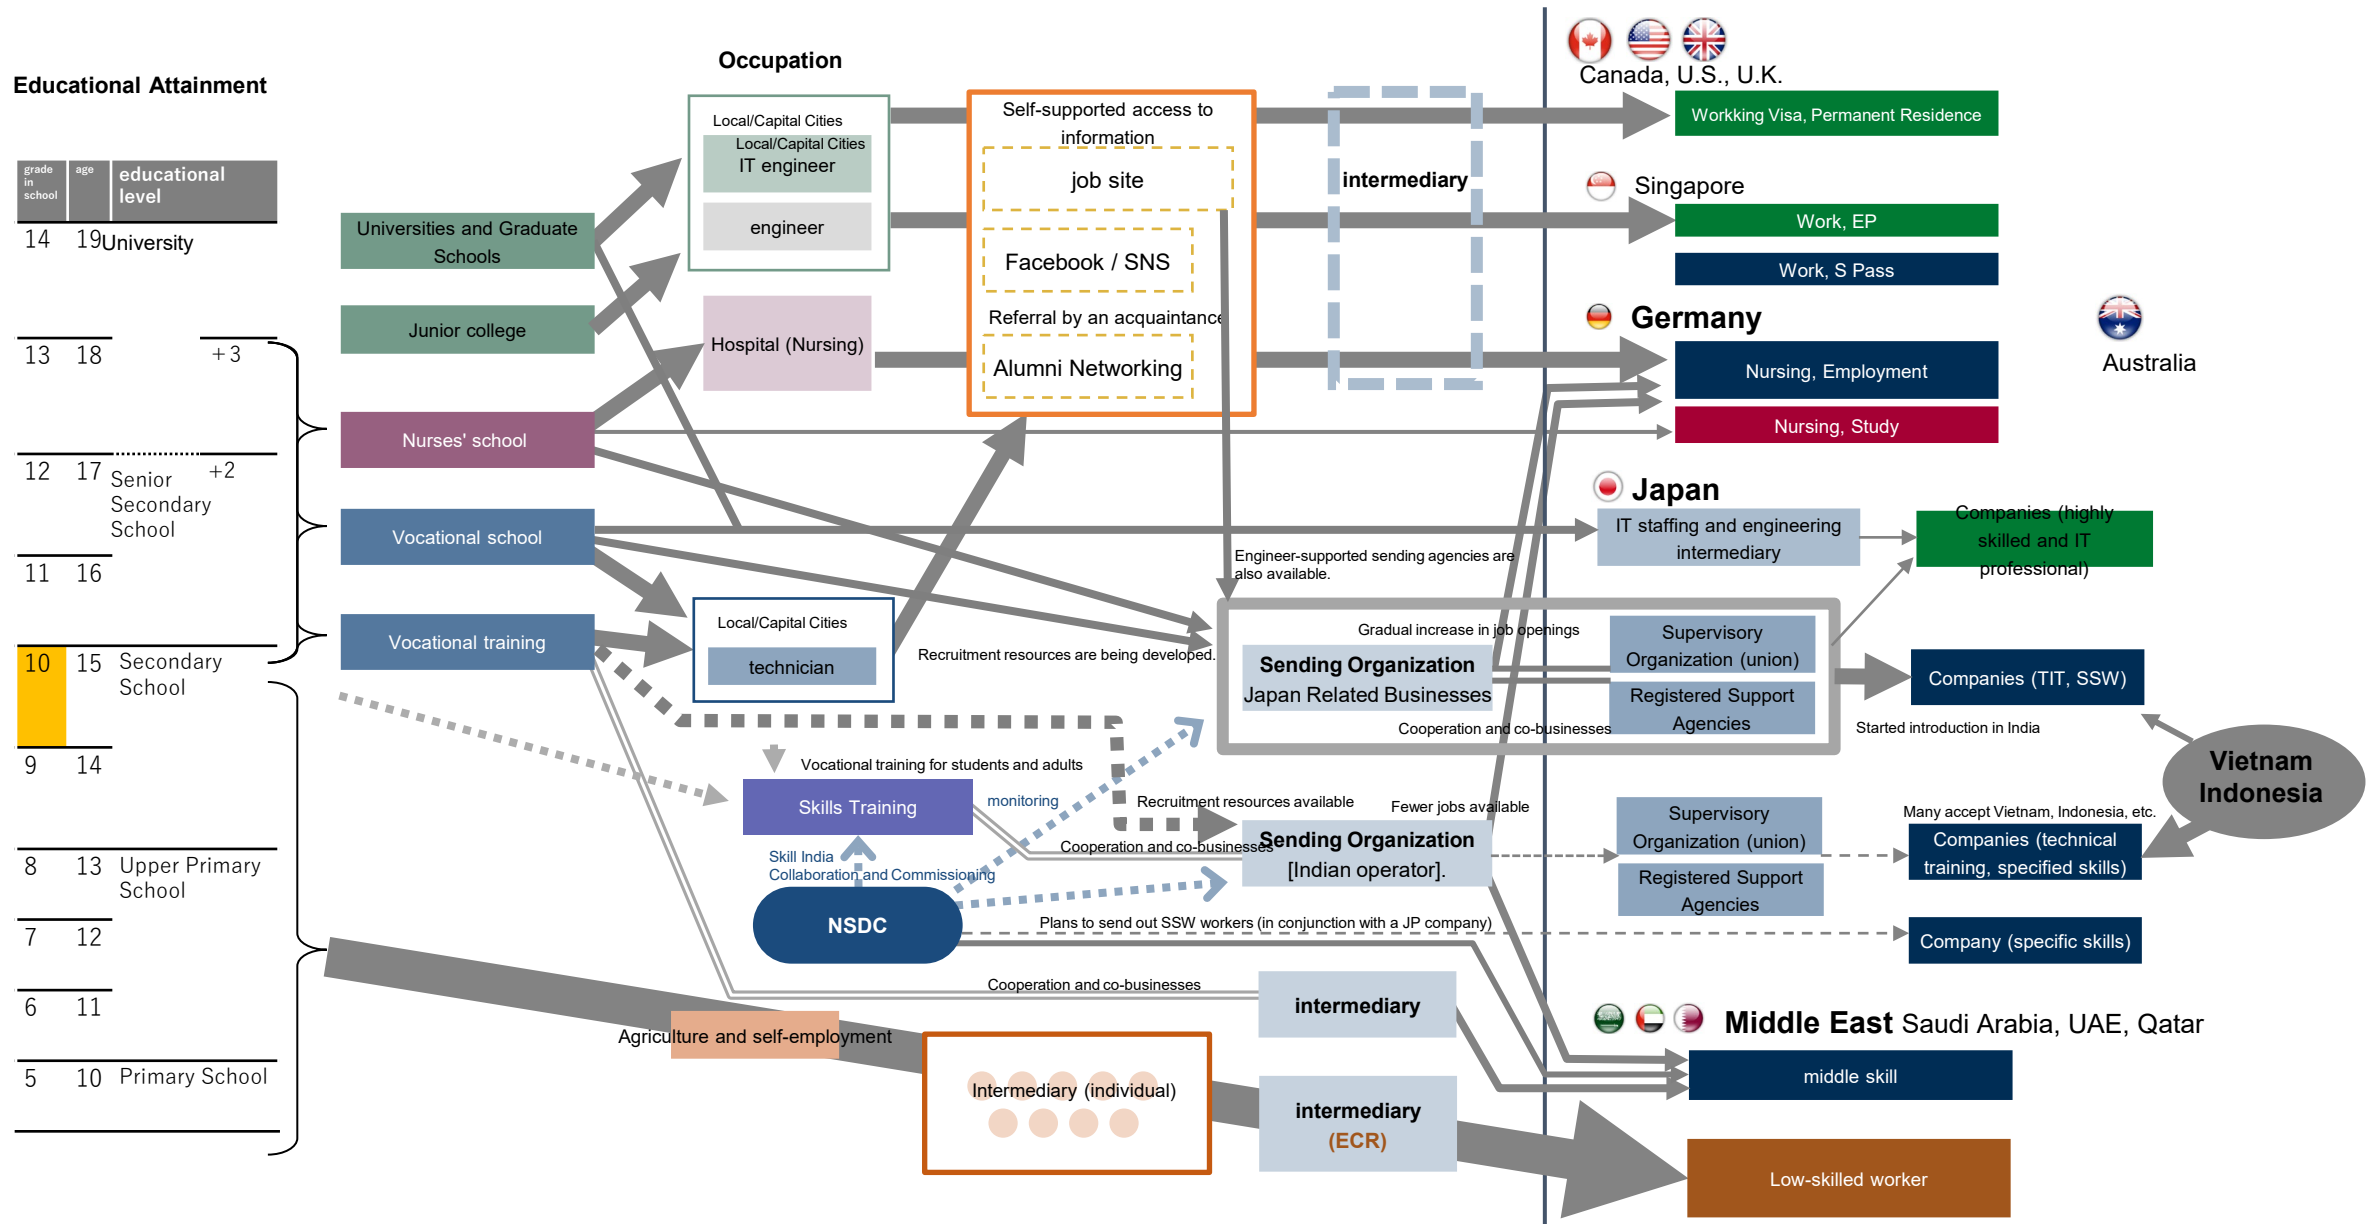 Educational Attainment
grade
in
school
age
educational
level
14 19 University
13 18 +3
12 17 Senior
Secondary
School
+2
11 16
10 15 Secondary
School
9 14
8 13 Upper Primary
School
7 12
6 11
5 10 Primary School
Universities and Graduate
Schools
Junior college
Nurses' school
Vocational school
Vocational training
Occupation
Local/Capital Cities
Local/Capital Cities
IT engineer
engineer
Hospital (Nursing)
Local/Capital Cities
technician
Self-supported access to
information
job site
Facebook / SNS
Referral by an acquaintance
Alumni Networking
intermediary
Engineer-supported sending agencies are
also available.
Recruitment resources are being developed.
Gradual increase in job openings
Sending Organization
Japan Related Businesses
Supervisory
Organization (union)
Registered Support
Agencies
Cooperation and co-businesses
Vocational training for students and adults
Skills Training
monitoring
Skill India
Collaboration and Commissioning
NSDC
Recruitment resources available
Fewer jobs available
Cooperation and co-businesses
Sending Organization
[Indian operator].
Plans to send out SSW workers (in conjunction with a JP company)
Cooperation and co-businesses
intermediary
Agriculture and self-employment
Intermediary (individual)
intermediary
(ECR)
Canada, U.S., U.K.
Workking Visa, Permanent Residence
Singapore
Work, EP
Work, S Pass
Germany
Nursing, Employment
Nursing, Study
Australia
Japan
IT staffing and engineering
intermediary
Companies (highly
skilled and IT
professional)
Companies (TIT, SSW)
Started introduction in India
Vietnam
Indonesia
Supervisory
Organization (union)
Registered Support
Agencies
Many accept Vietnam, Indonesia, etc.
Companies (technical
training, specified skills)
Company (specific skills)
Middle East Saudi Arabia, UAE, Qatar
middle skill
Low-skilled worker